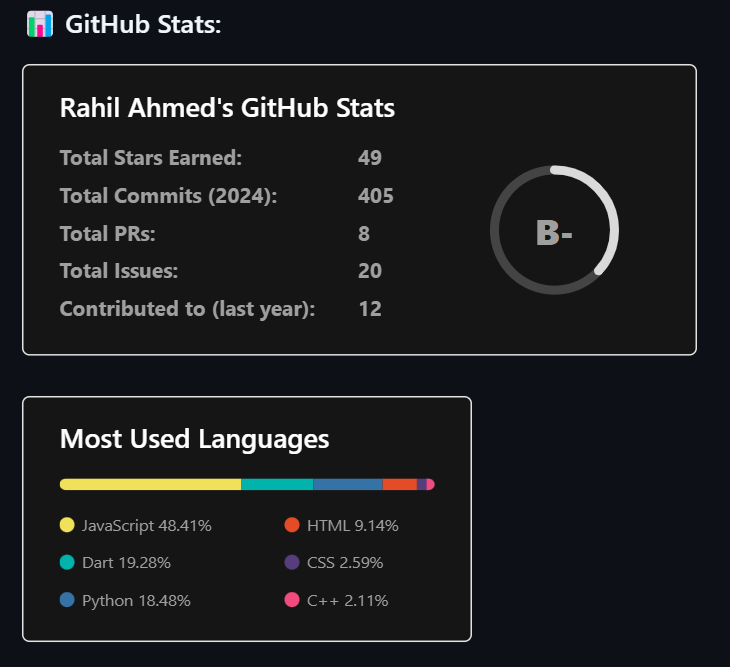 GitHub Stats:
Rahil Ahmed's GitHub Stats
Total Stars Earned: 49
Total Commits (2024): 405
Total PRs: 8
Total Issues: 20
Contributed to (last year): 12
B-
Most Used Languages
JavaScript 48.41%
HTML 9.14%
Dart 19.28%
CSS 2.59%
Python 18.48%
C++ 2.11%